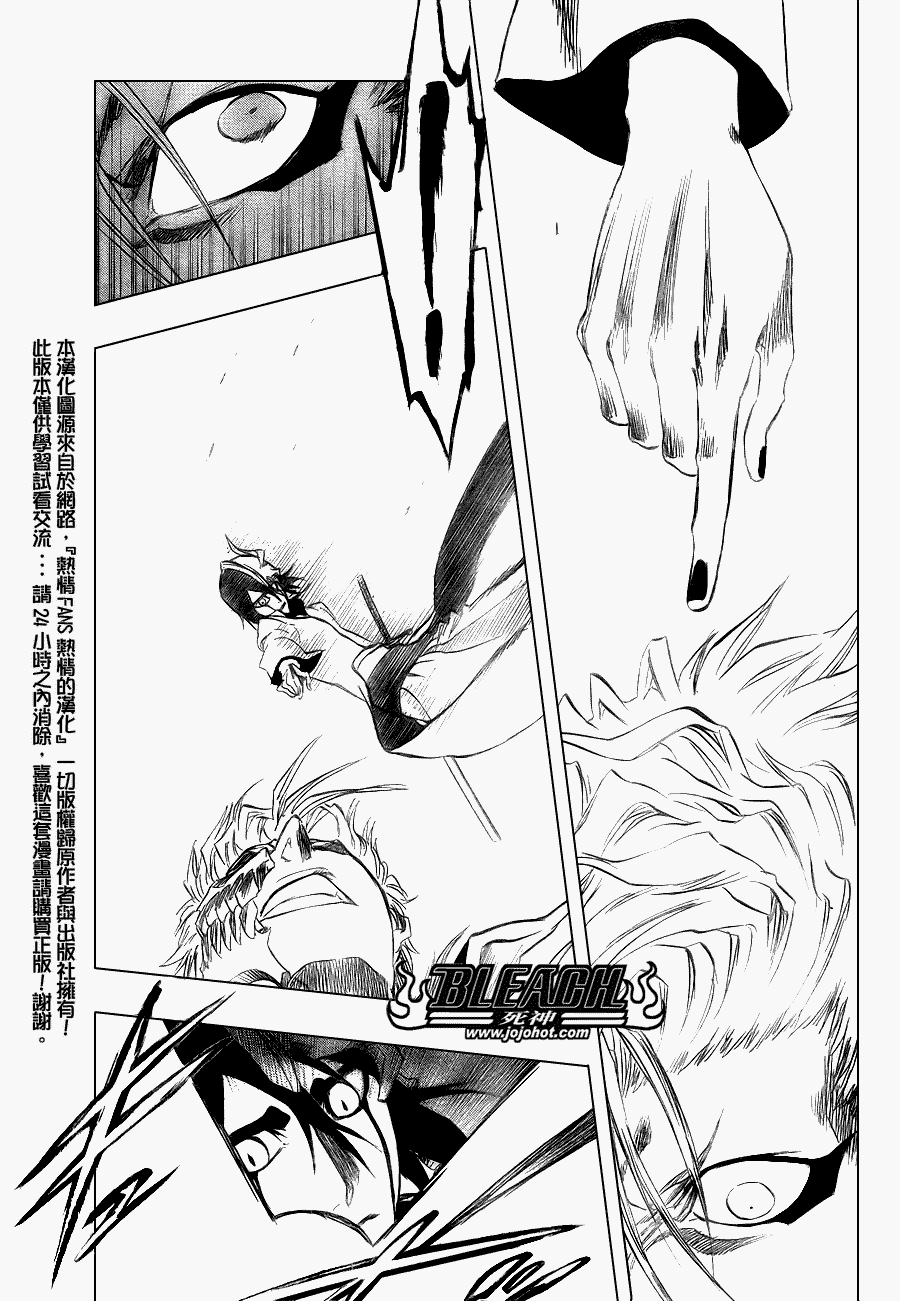 本漢化圖源來自於網路，『熱情FANS 熱情的漢化』一切版權歸原作者與出版社擁有！
此版本僅供學習試看交流... 請 24 小時之內消除，喜歡這套漫畫請購買正版！謝謝。
BLEACH
死神
www.jojohot.com